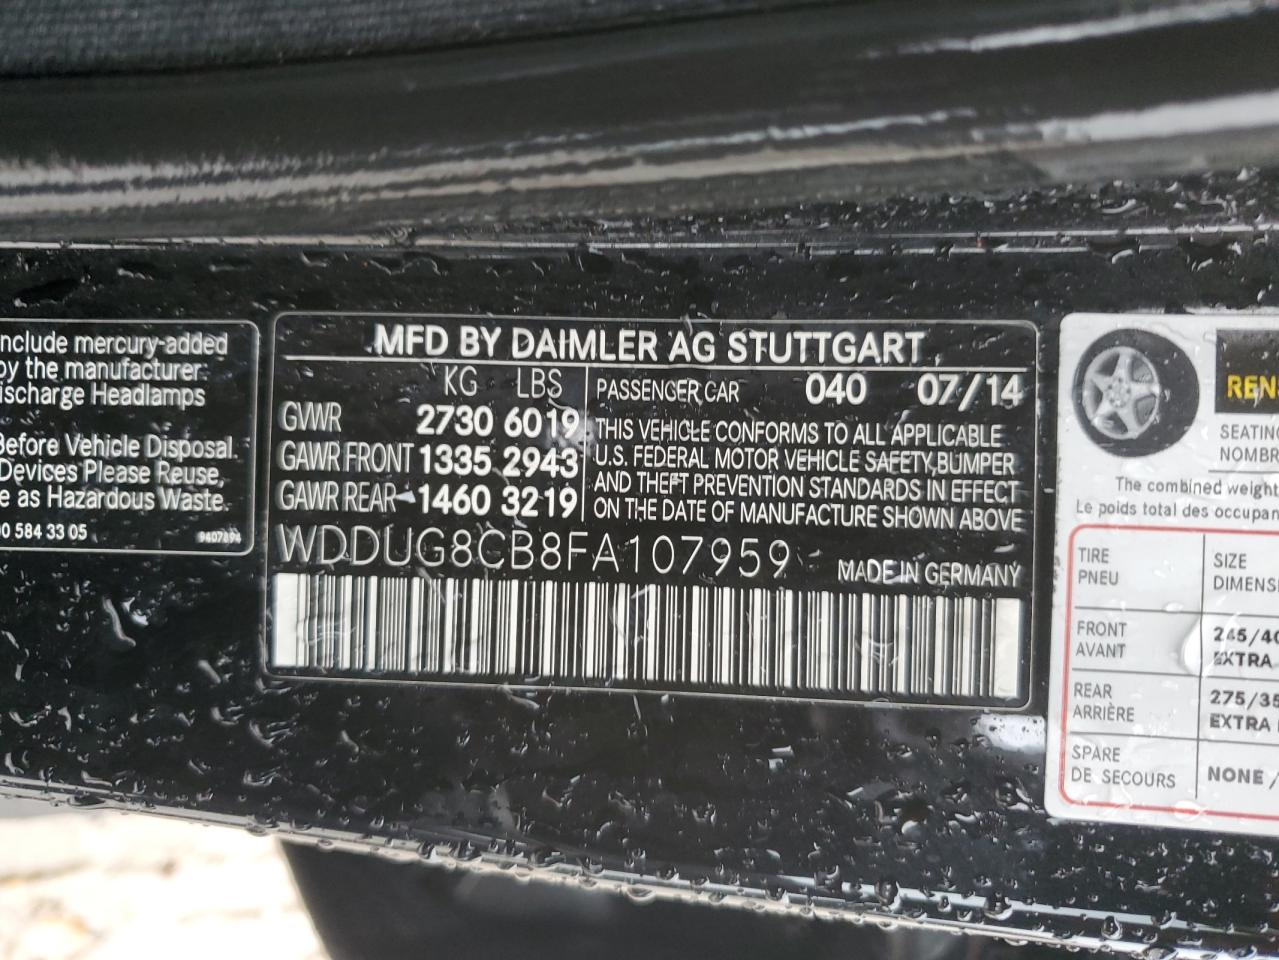 nclude mercury-added
by the manufacturer.
ischarge Headlamps
Before Vehicle Disposal.
Devices Please Reuse,
e as Hazardous Waste.
0 584 33 05
9407894
MFD BY DAIMLER AG STUTTGART
KG LBS
GVWR 2730 6019
GAWR FRONT 1335 2943
GAWR REAR 1460 3219
PASSENGER CAR 040 07/14
THIS VEHICLE CONFORMS TO ALL APPLICABLE
U.S. FEDERAL MOTOR VEHICLE SAFETY,BUMPER
AND THEFT PREVENTION STANDARDS IN EFFECT
ON THE DATE OF MANUFACTURE SHOWN ABOVE
WDDUG8CB8FA107959
MADE IN GERMANY
REN
SEATIN
NOMBR
The combined weight
Le poids total des occupan
TIRE
PNEU
SIZE
DIMENS
FRONT
AVANT
245/40
EXTRA
REAR
ARRIÈRE
275/35
EXTRA
SPARE
DE SECOURS
NONE /